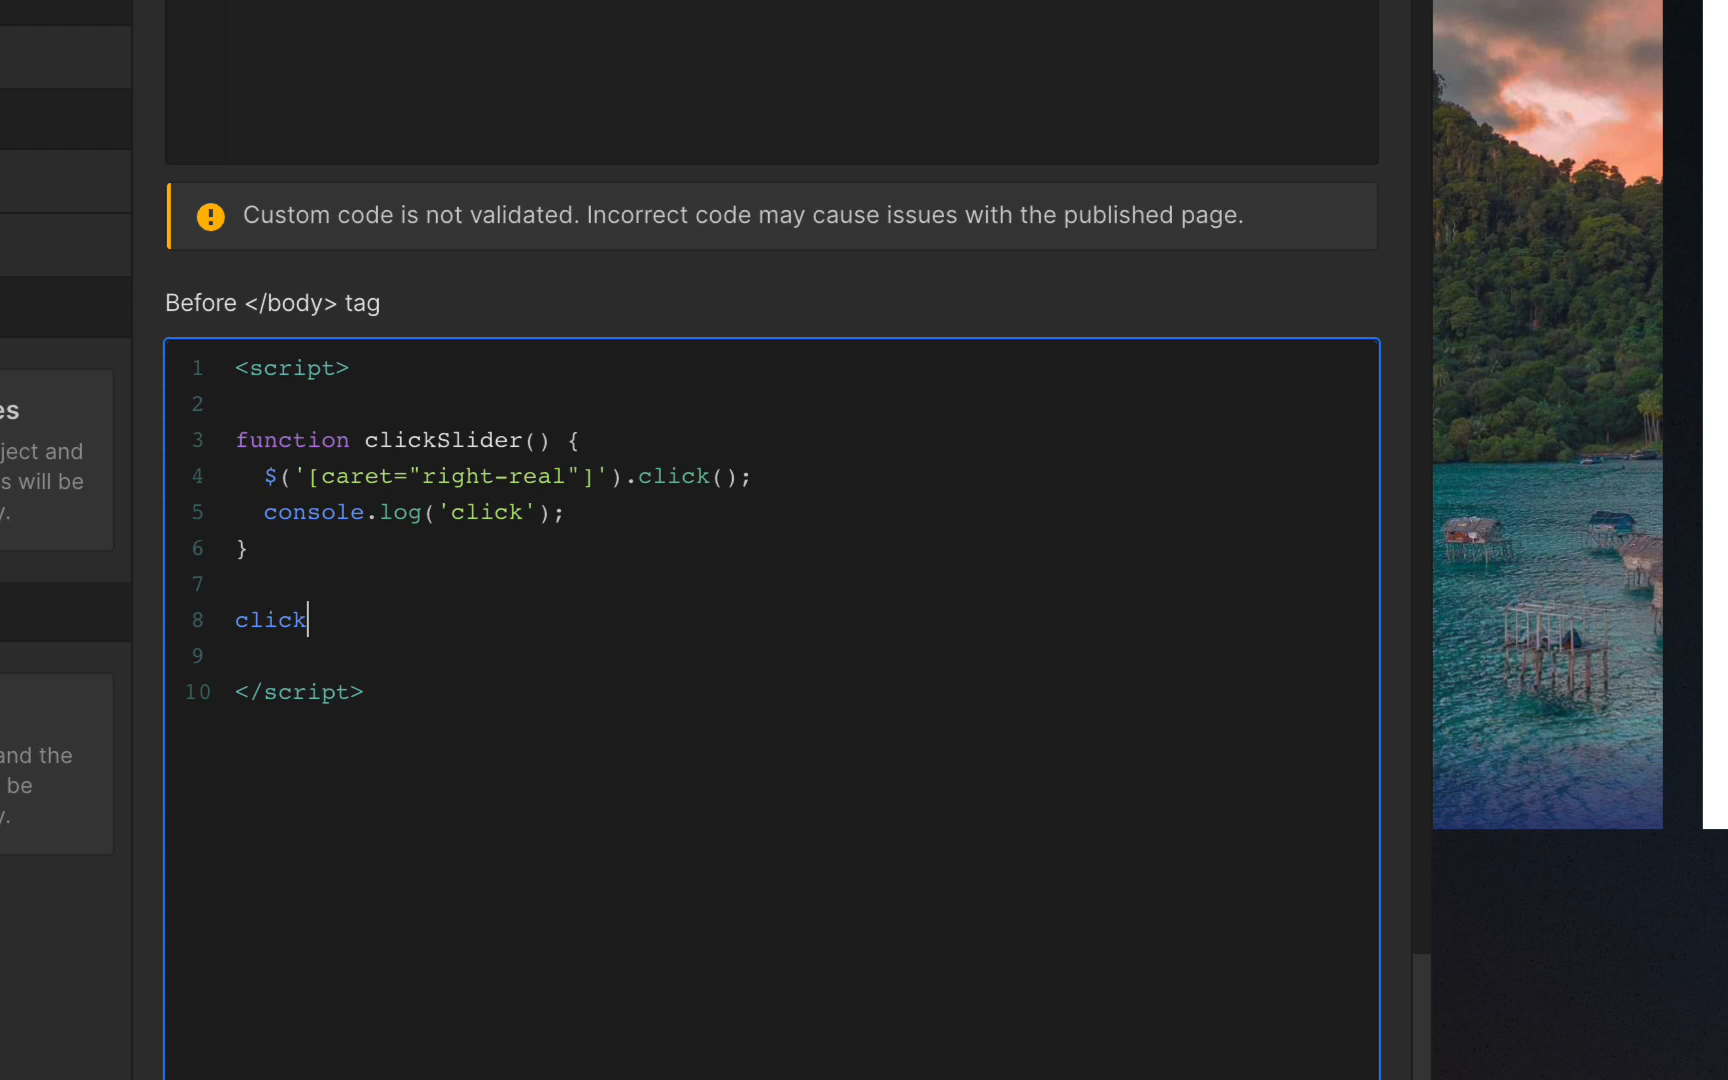 Custom code is not validated. Incorrect code may cause issues with the published page.
Before </body> tag
1 <script>
2
3 function clickSlider() {
4 $('[caret="right-real"]').click();
5 console.log('click');
6 }
7
8 click
9
10 </script>
es
ject and
s will be
y.
and the
be
y.